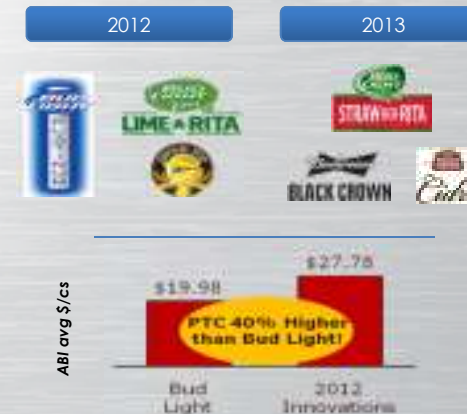 2012
2013
LIME A RITA
STRAW BER RITA
BLACK CROWN
Cidre
$27.78
$19.98
PTC 40% Higher
than Bud Light!
ABI avg $/cs
Bud
Light
2012
Innovations